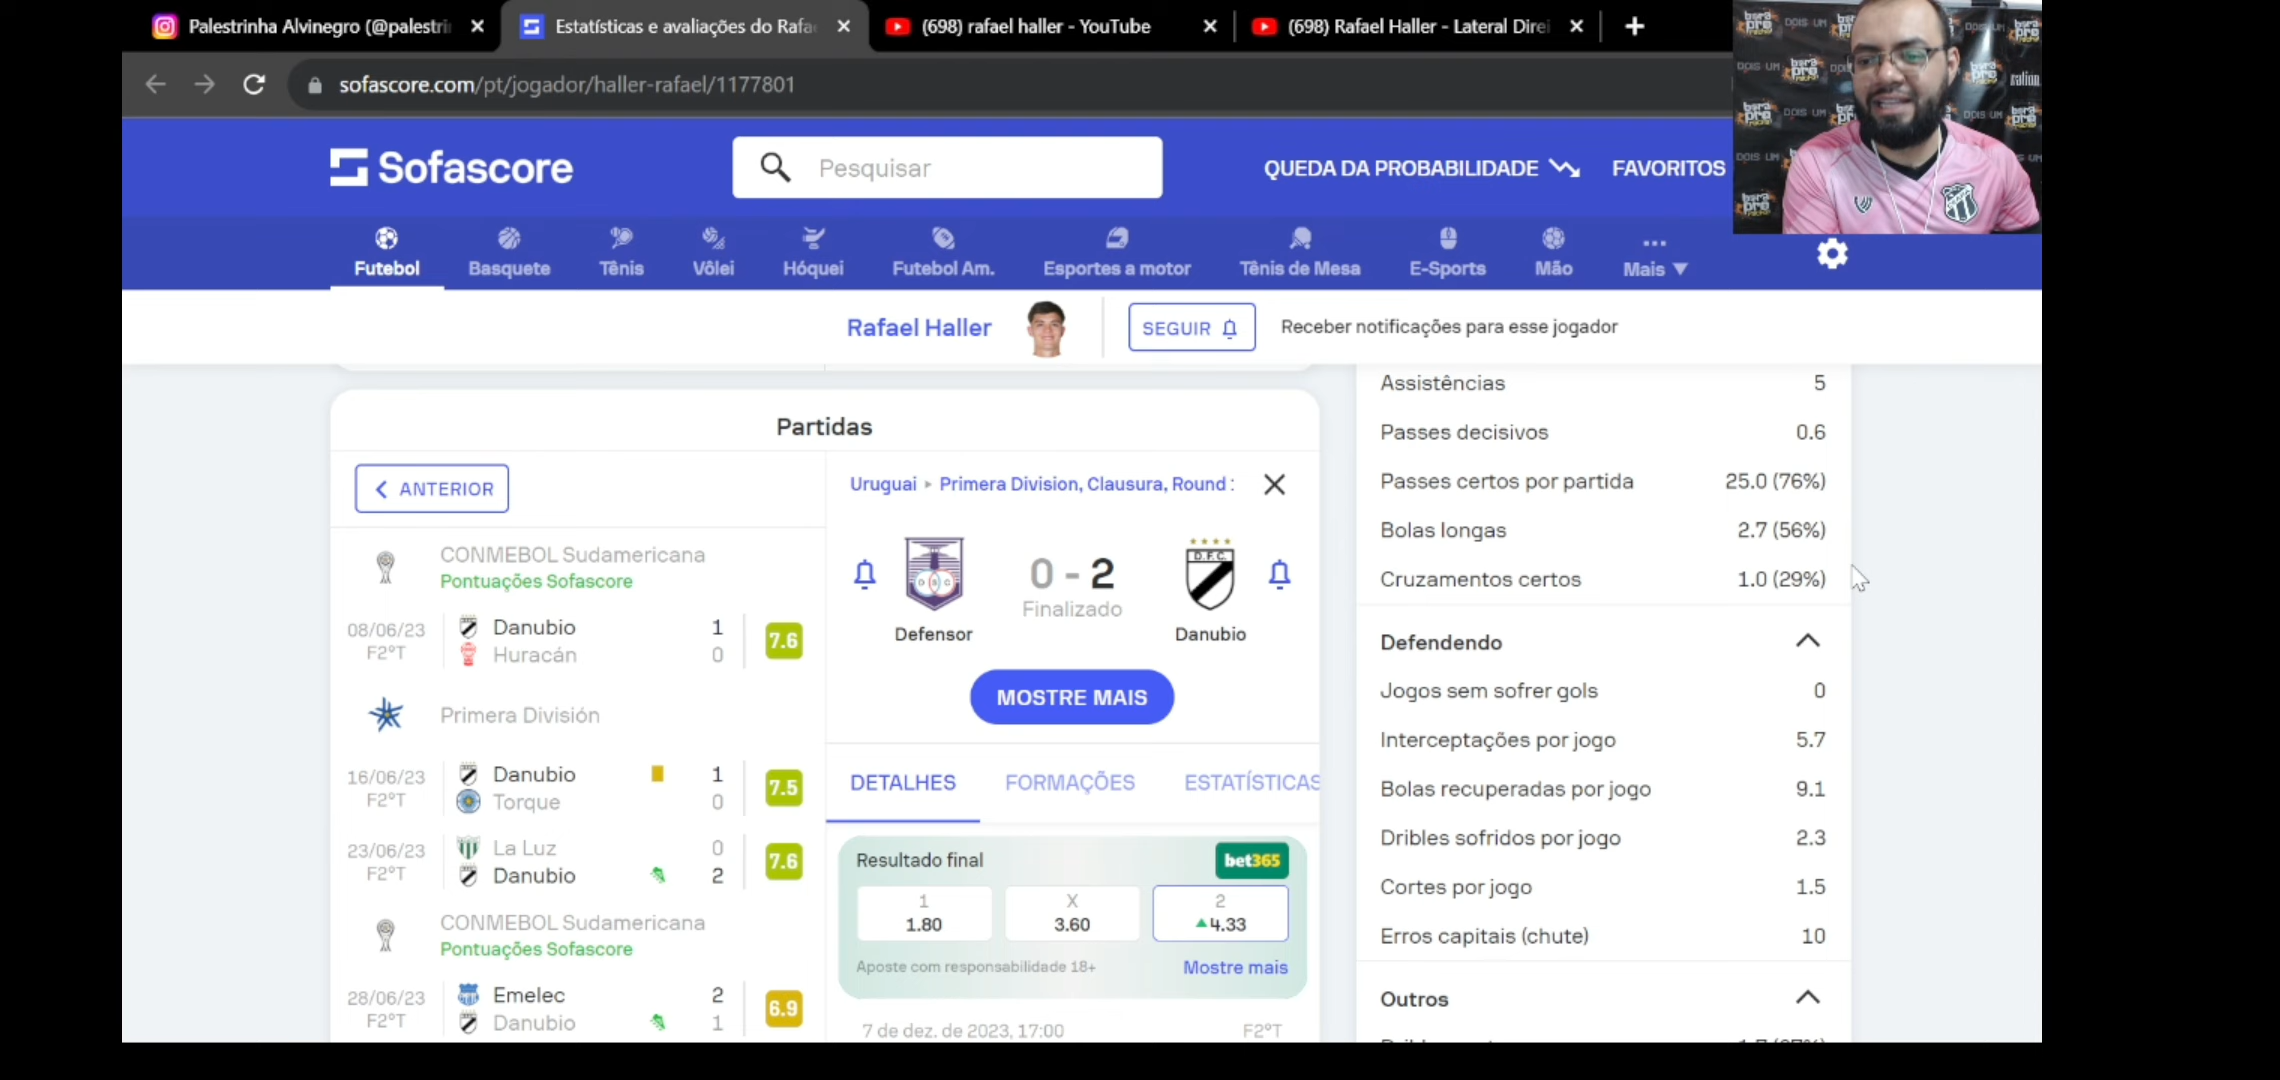 Palestrinha Alvinegro (@palestri
Estatísticas e avaliações do Rafa
(698) rafael haller - YouTube
(698) Rafael Haller - Lateral Direi
sofascore.com/pt/jogador/haller-rafael/1177801
Sofascore
Pesquisar
QUEDA DA PROBABILIDADE
FAVORITOS
Futebol
Basquete
Tênis
Vôlei
Hóquei
Futebol Am.
Esportes a motor
Tênis de Mesa
E-Sports
Mão
Mais ▼
Rafael Haller
SEGUIR
Receber notificações para esse jogador
Partidas
ANTERIOR
CONMEBOL Sudamericana
Pontuações Sofascore
08/06/23
F2°T
Danubio 1
Huracán 0
7.6
Primera División
16/06/23
F2°T
Danubio 1
Torque 0
7.5
23/06/23
F2°T
La Luz 0
Danubio 2
7.6
CONMEBOL Sudamericana
Pontuações Sofascore
28/06/23
F2°T
Emelec 2
Danubio 1
6.9
Uruguai ▸ Primera Division, Clausura, Round :
D.F.C.
0 - 2
Finalizado
Defensor
Danubio
MOSTRE MAIS
DETALHES
FORMAÇÕES
ESTATÍSTICAS
Resultado final
bet365
1
1.80
X
3.60
2
4.33
Aposte com responsabilidade 18+
Mostre mais
7 de dez. de 2023, 17:00
F2°T
Assistências 5
Passes decisivos 0.6
Passes certos por partida 25.0 (76%)
Bolas longas 2.7 (56%)
Cruzamentos certos 1.0 (29%)
Defendendo
Jogos sem sofrer gols 0
Interceptações por jogo 5.7
Bolas recuperadas por jogo 9.1
Dribles sofridos por jogo 2.3
Cortes por jogo 1.5
Erros capitais (chute) 10
Outros